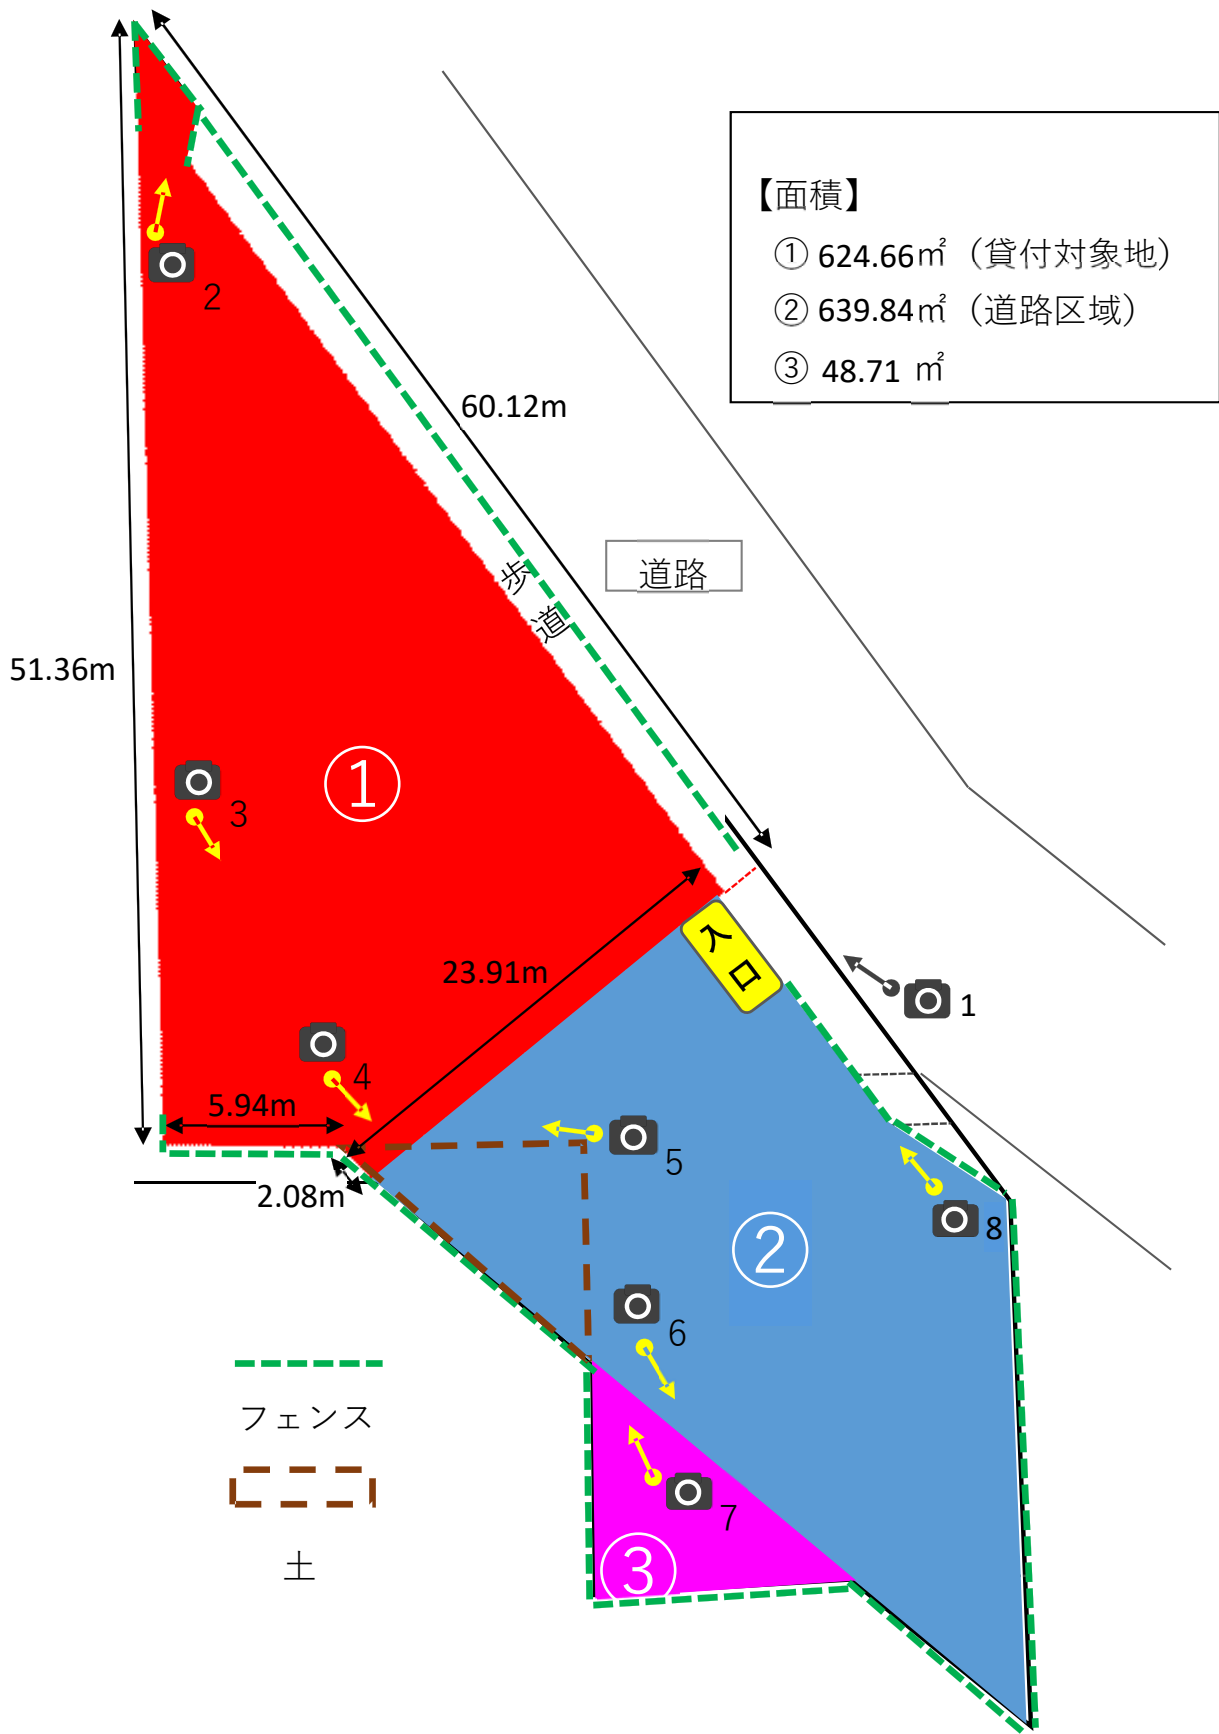 【面積】
① 624.66㎡（貸付対象地）
② 639.84㎡（道路区域）
③ 48.71 ㎡
2
60.12m
道路
歩道
51.36m
3
①
入口
23.91m
1
4
5.94m
5
2.08m
②
8
6
フェンス
7
③
土